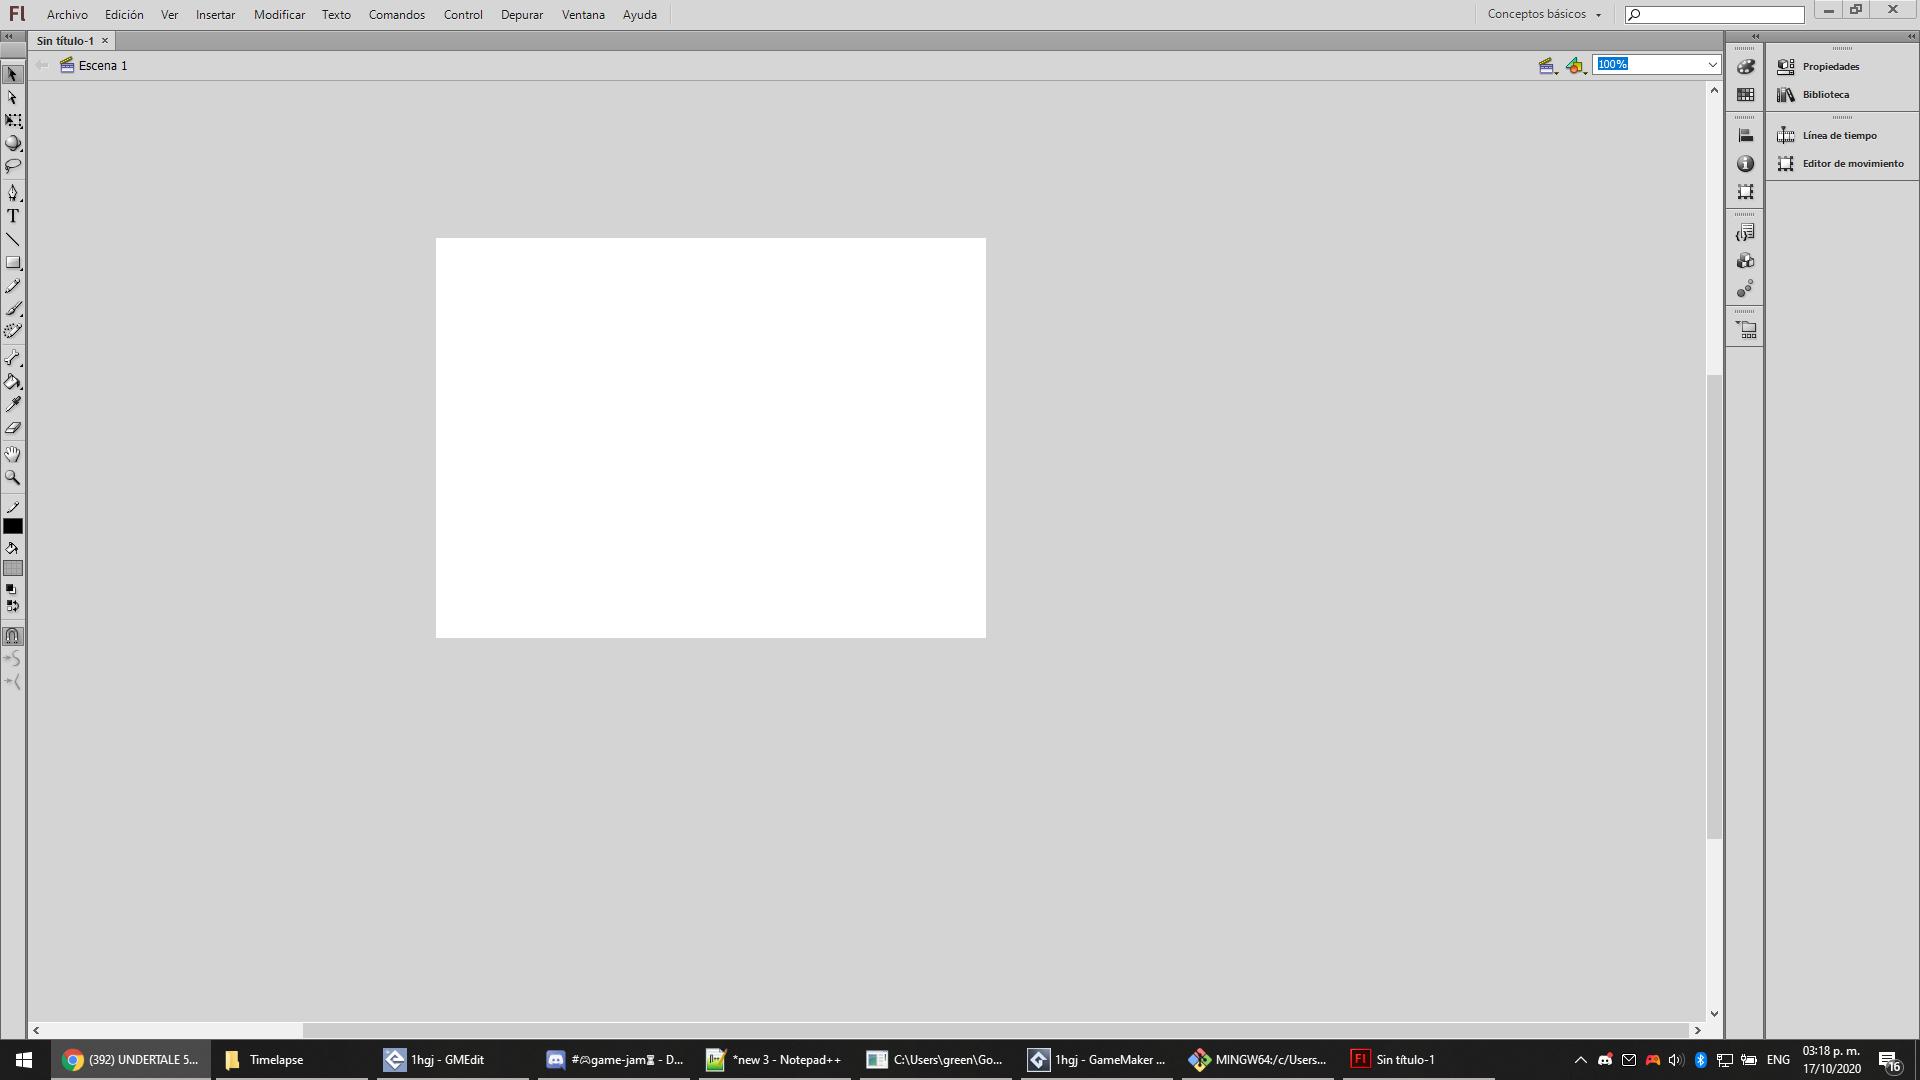 Fl Archivo Edición Ver Insertar Modificar Texto Comandos Control Depurar Ventana Ayuda Conceptos básicos
Sin título-1
Escena 1 100%
Propiedades
Biblioteca
Línea de tiempo
Editor de movimiento
T
(392) UNDERTALE 5... Timelapse 1hgj - GMEdit #🎮game-jam⏳ - D... *new 3 - Notepad++ C:\Users\green\Go... 1hgj - GameMaker ... MINGW64:/c/Users... Fl Sin título-1 ENG 03:18 p. m.
17/10/2020 16